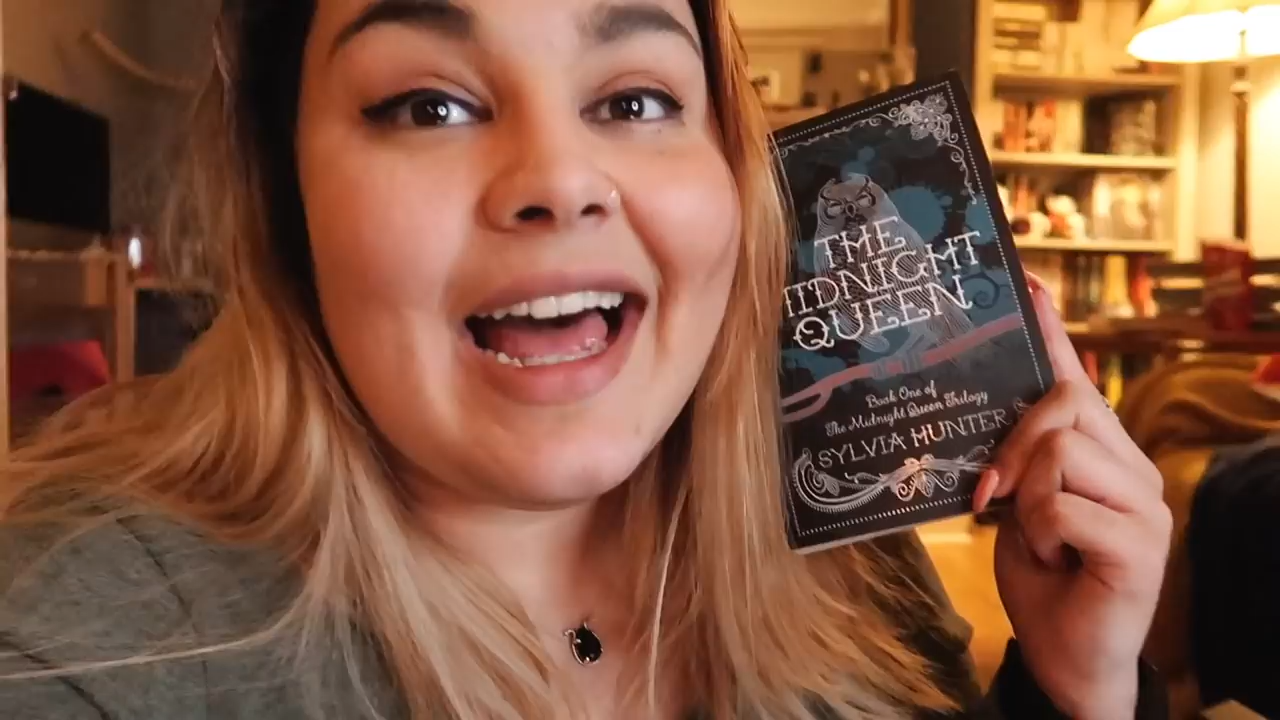 THE
MIDNIGHT
QUEEN
Book One of
The Midnight Queen Trilogy
SYLVIA HUNTER